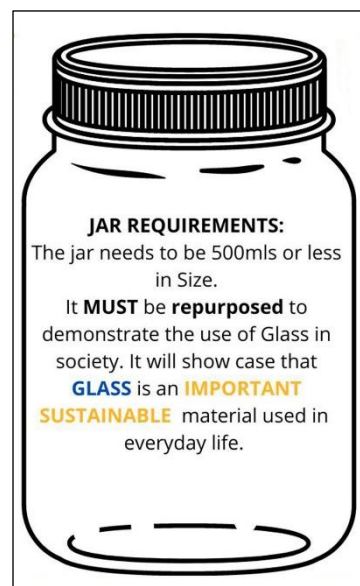 JAR REQUIREMENTS:
The jar needs to be 500mls or less
in Size.
It MUST be repurposed to
demonstrate the use of Glass in
society. It will show case that
GLASS is an IMPORTANT
SUSTAINABLE material used in
everyday life.